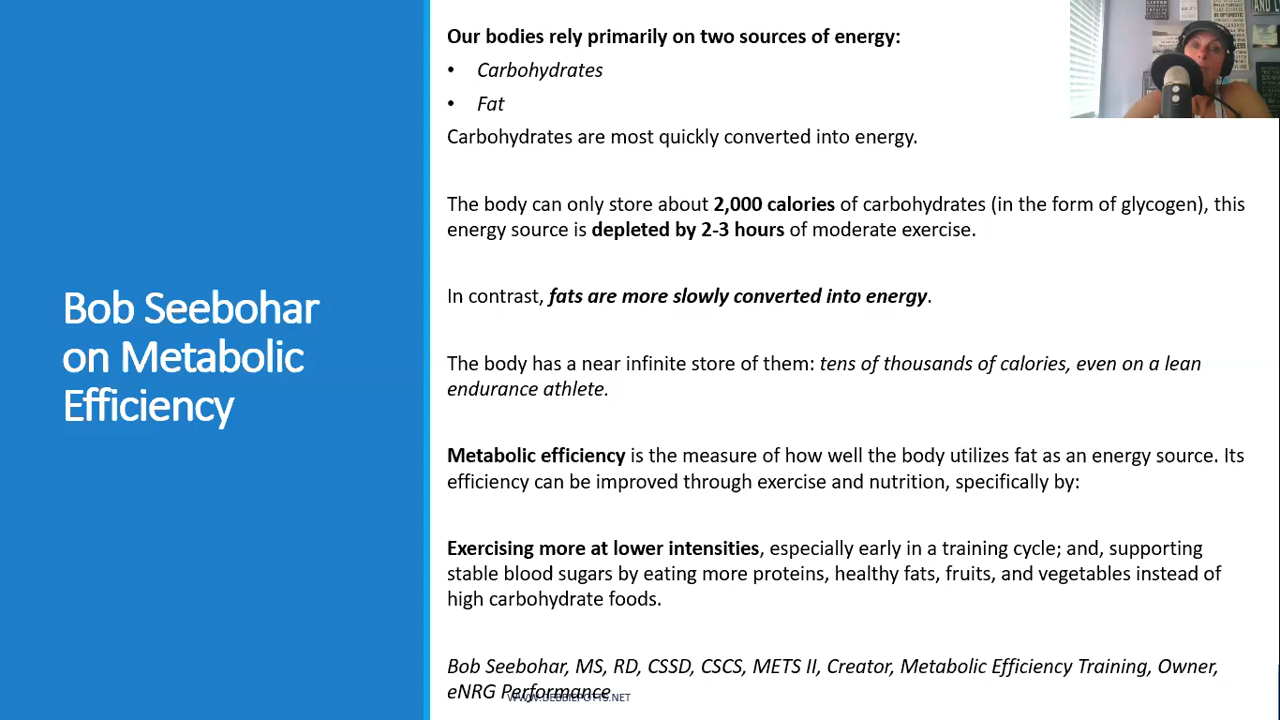 Bob Seebohar
on Metabolic
Efficiency
Our bodies rely primarily on two sources of energy:
• Carbohydrates
• Fat
Carbohydrates are most quickly converted into energy.
The body can only store about 2,000 calories of carbohydrates (in the form of glycogen), this
energy source is depleted by 2-3 hours of moderate exercise.
In contrast, fats are more slowly converted into energy.
The body has a near infinite store of them: tens of thousands of calories, even on a lean
endurance athlete.
Metabolic efficiency is the measure of how well the body utilizes fat as an energy source. Its
efficiency can be improved through exercise and nutrition, specifically by:
Exercising more at lower intensities, especially early in a training cycle; and, supporting
stable blood sugars by eating more proteins, healthy fats, fruits, and vegetables instead of
high carbohydrate foods.
Bob Seebohar, MS, RD, CSSD, CSCS, METS II, Creator, Metabolic Efficiency Training, Owner,
eNRG Performance
WWW.DEBBIEPOTTS.NET